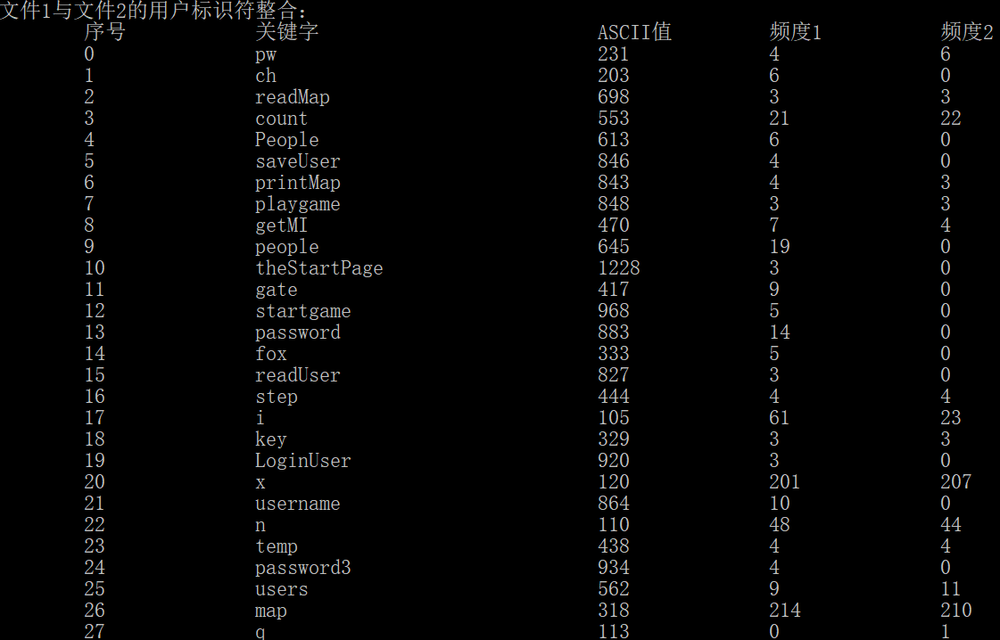 文件1与文件2的用户标识符整合:
序号 关键字 ASCII值 频度1 频度2
0 pw 231 4 6
1 ch 203 6 0
2 readMap 698 3 3
3 count 553 21 22
4 People 613 6 0
5 saveUser 846 4 0
6 printMap 843 4 3
7 playgame 848 3 3
8 getMI 470 7 4
9 people 645 19 0
10 theStartPage 1228 3 0
11 gate 417 9 0
12 startgame 968 5 0
13 password 883 14 0
14 fox 333 5 0
15 readUser 827 3 0
16 step 444 4 4
17 i 105 61 23
18 key 329 3 3
19 LoginUser 920 3 0
20 x 120 201 207
21 username 864 10 0
22 n 110 48 44
23 temp 438 4 4
24 password3 934 4 0
25 users 562 9 11
26 map 318 214 210
27 q 113 0 1